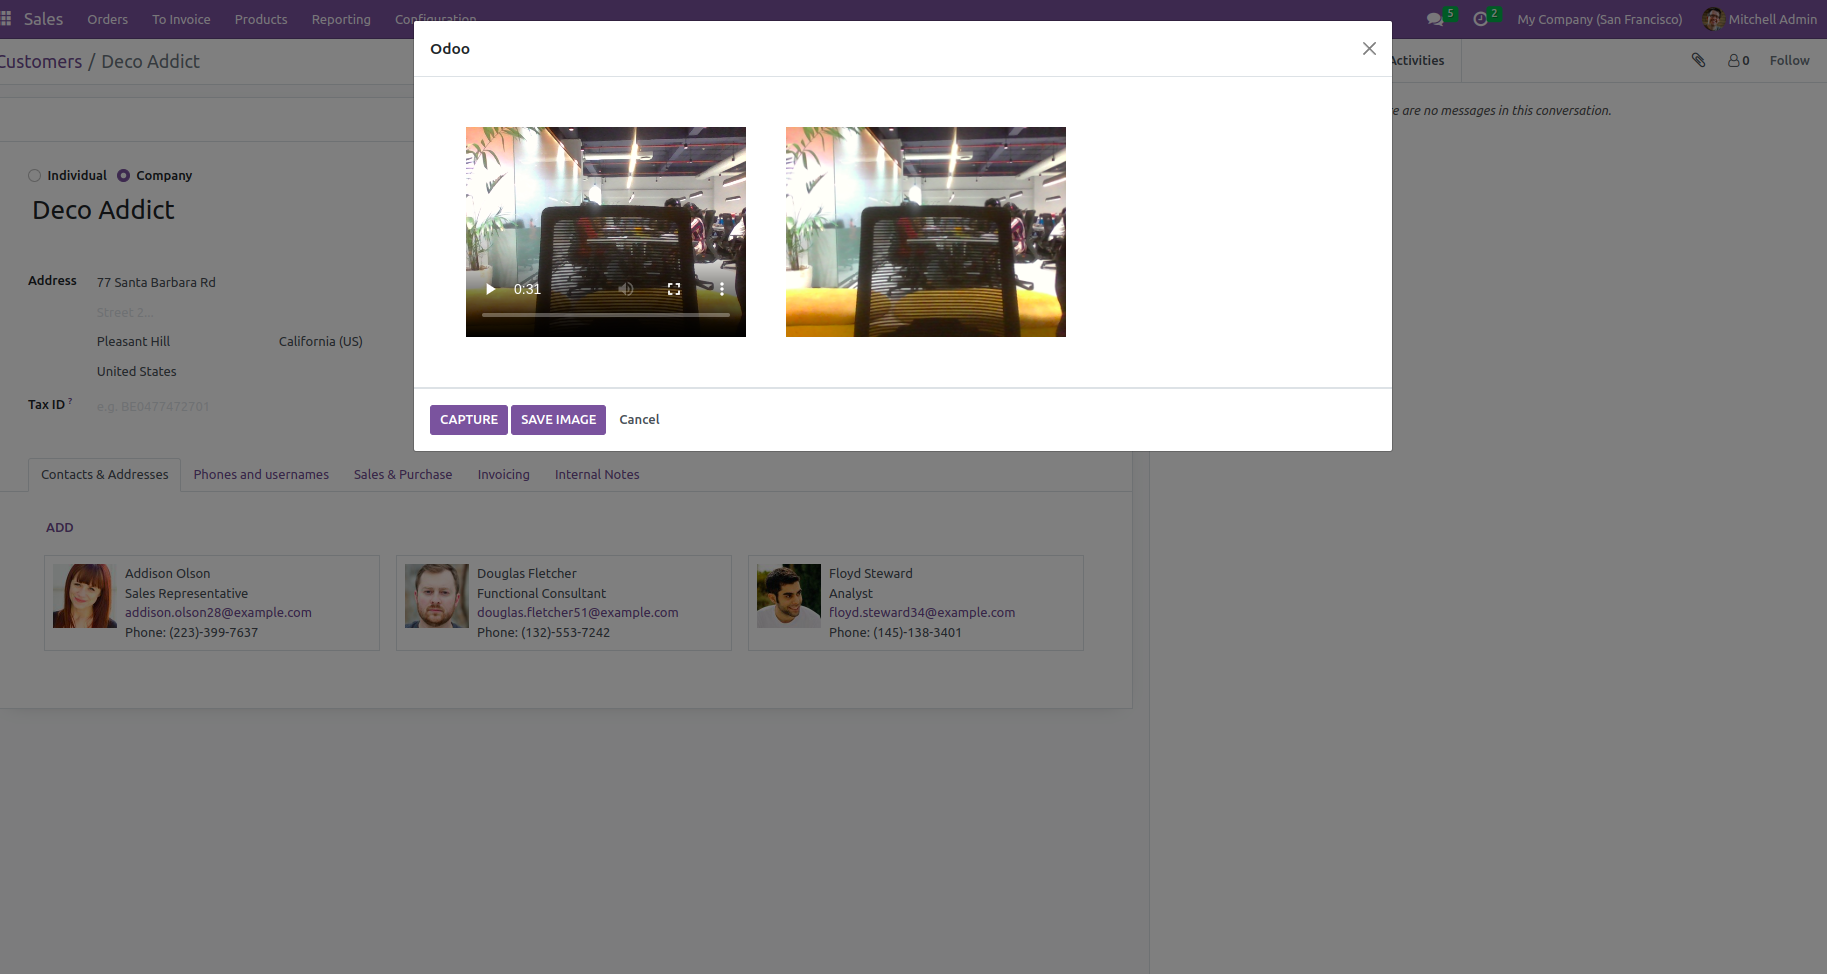 Sales Orders To Invoice Products Reporting Configuration 5 2 My Company (San Francisco) Mitchell Admin
Customers / Deco Addict
Activities 0 Follow
Odoo
re are no messages in this conversation.
Individual Company
Deco Addict
Address 77 Santa Barbara Rd
Street 2...
Pleasant Hill California (US)
United States
Tax ID ? e.g. BE0477472701
0:31
CAPTURE SAVE IMAGE Cancel
Contacts & Addresses Phones and usernames Sales & Purchase Invoicing Internal Notes
ADD
Addison Olson
Sales Representative
addison.olson28@example.com
Phone: (223)-399-7637
Douglas Fletcher
Functional Consultant
douglas.fletcher51@example.com
Phone: (132)-553-7242
Floyd Steward
Analyst
floyd.steward34@example.com
Phone: (145)-138-3401